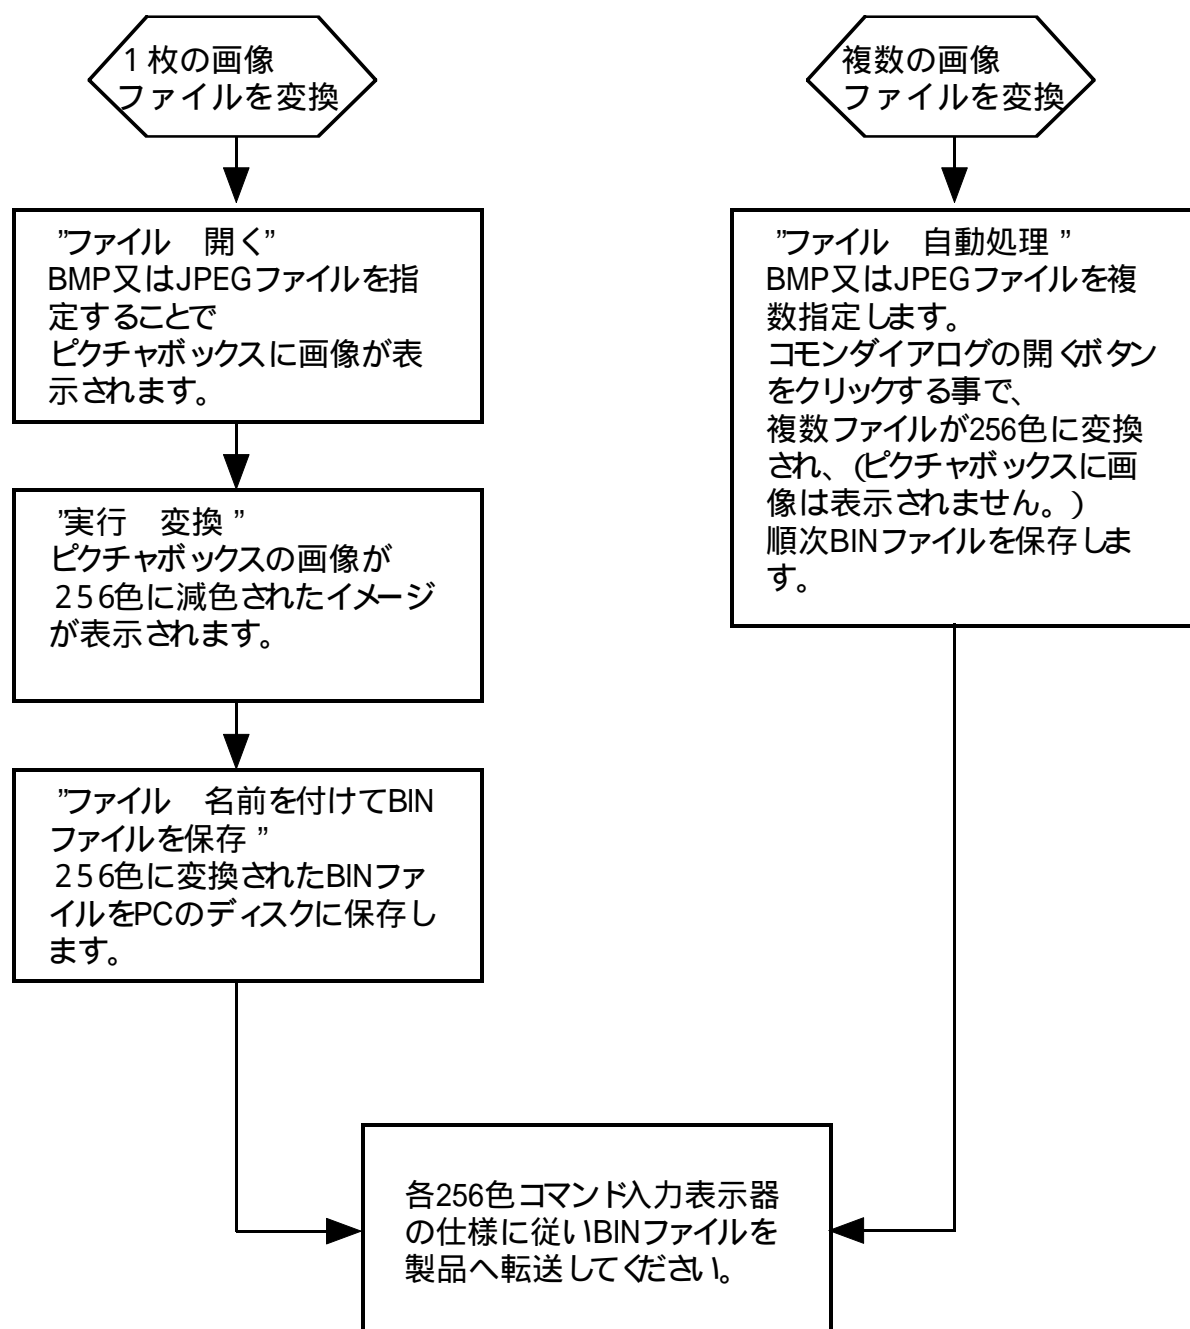 １枚の画像
ファイルを変換
”ファイル　開く”
BMP又はJPEGファイルを指
定することで
ピクチャボックスに画像が表
示されます。
”実行　変換”
ピクチャボックスの画像が
256色に減色されたイメージ
が表示されます。
”ファイル　名前を付けてBIN
ファイルを保存”
256色に変換されたBINファ
イルをPCのディスクに保存し
ます。
複数の画像
ファイルを変換
”ファイル　自動処理”
BMP又はJPEGファイルを複
数指定します。
コモンダイアログの開くボタン
をクリックする事で、
複数ファイルが256色に変換
され、（ピクチャボックスに画
像は表示されません。）
順次BINファイルを保存しま
す。
各256色コマンド入力表示器
の仕様に従いBINファイルを
製品へ転送してください。